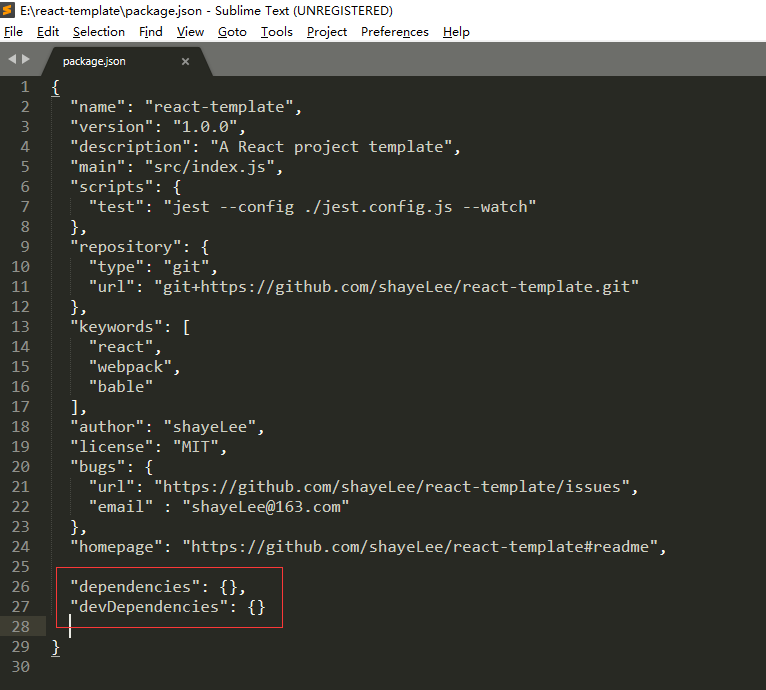 E:\react-template\package.json - Sublime Text (UNREGISTERED)
File Edit Selection Find View Goto Tools Project Preferences Help
package.json ×
1 {
2 "name": "react-template",
3 "version": "1.0.0",
4 "description": "A React project template",
5 "main": "src/index.js",
6 "scripts": {
7 "test": "jest --config ./jest.config.js --watch"
8 },
9 "repository": {
10 "type": "git",
11 "url": "git+https://github.com/shayeLee/react-template.git"
12 },
13 "keywords": [
14 "react",
15 "webpack",
16 "bable"
17 ],
18 "author": "shayeLee",
19 "license": "MIT",
20 "bugs": {
21 "url": "https://github.com/shayeLee/react-template/issues",
22 "email" : "shayeLee@163.com"
23 },
24 "homepage": "https://github.com/shayeLee/react-template#readme",
25
26 "dependencies": {},
27 "devDependencies": {}
28
29 }
30